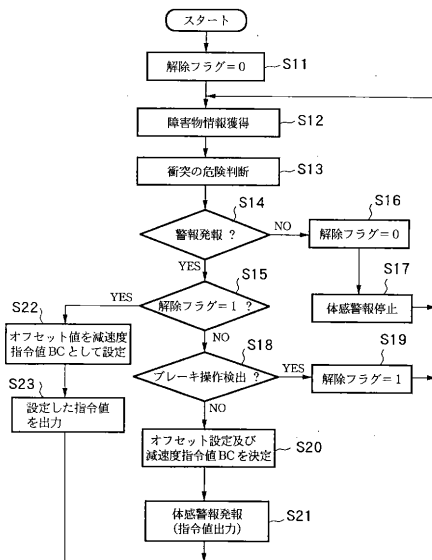 スタート
解除フラグ=0
S11
障害物情報獲得
S12
衝突の危険判断
S13
S14
警報発報 ?
NO
YES
S16
解除フラグ=0
S17
体感警報停止
S15
解除フラグ=1 ?
YES
NO
S22
オフセット値を減速度
指令値BCとして設定
S23
設定した指令値
を出力
S18
ブレーキ操作検出 ?
YES
NO
S19
解除フラグ=1
オフセット設定及び
減速度指令値BCを決定
S20
体感警報発報
(指令値出力)
S21